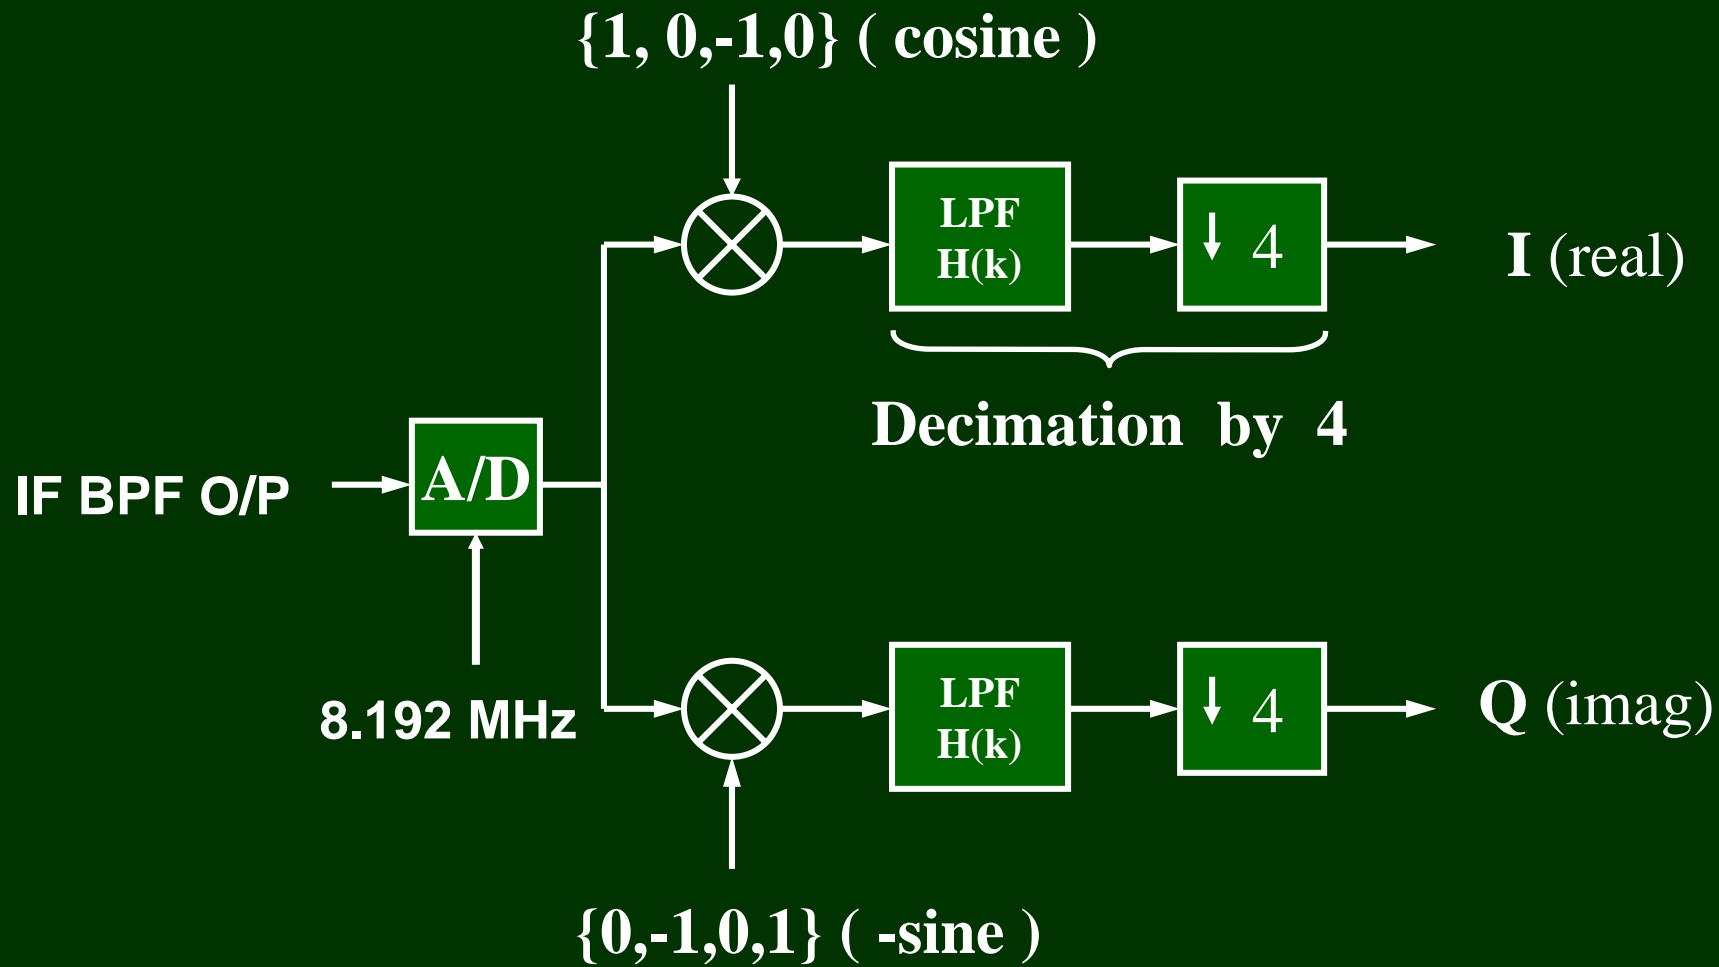 {1, 0,-1,0} ( cosine )
LPF
H(k)
4
I (real)
Decimation by 4
A/D
IF BPF O/P
8.192 MHz
LPF
H(k)
4
Q (imag)
{0,-1,0,1} ( -sine )